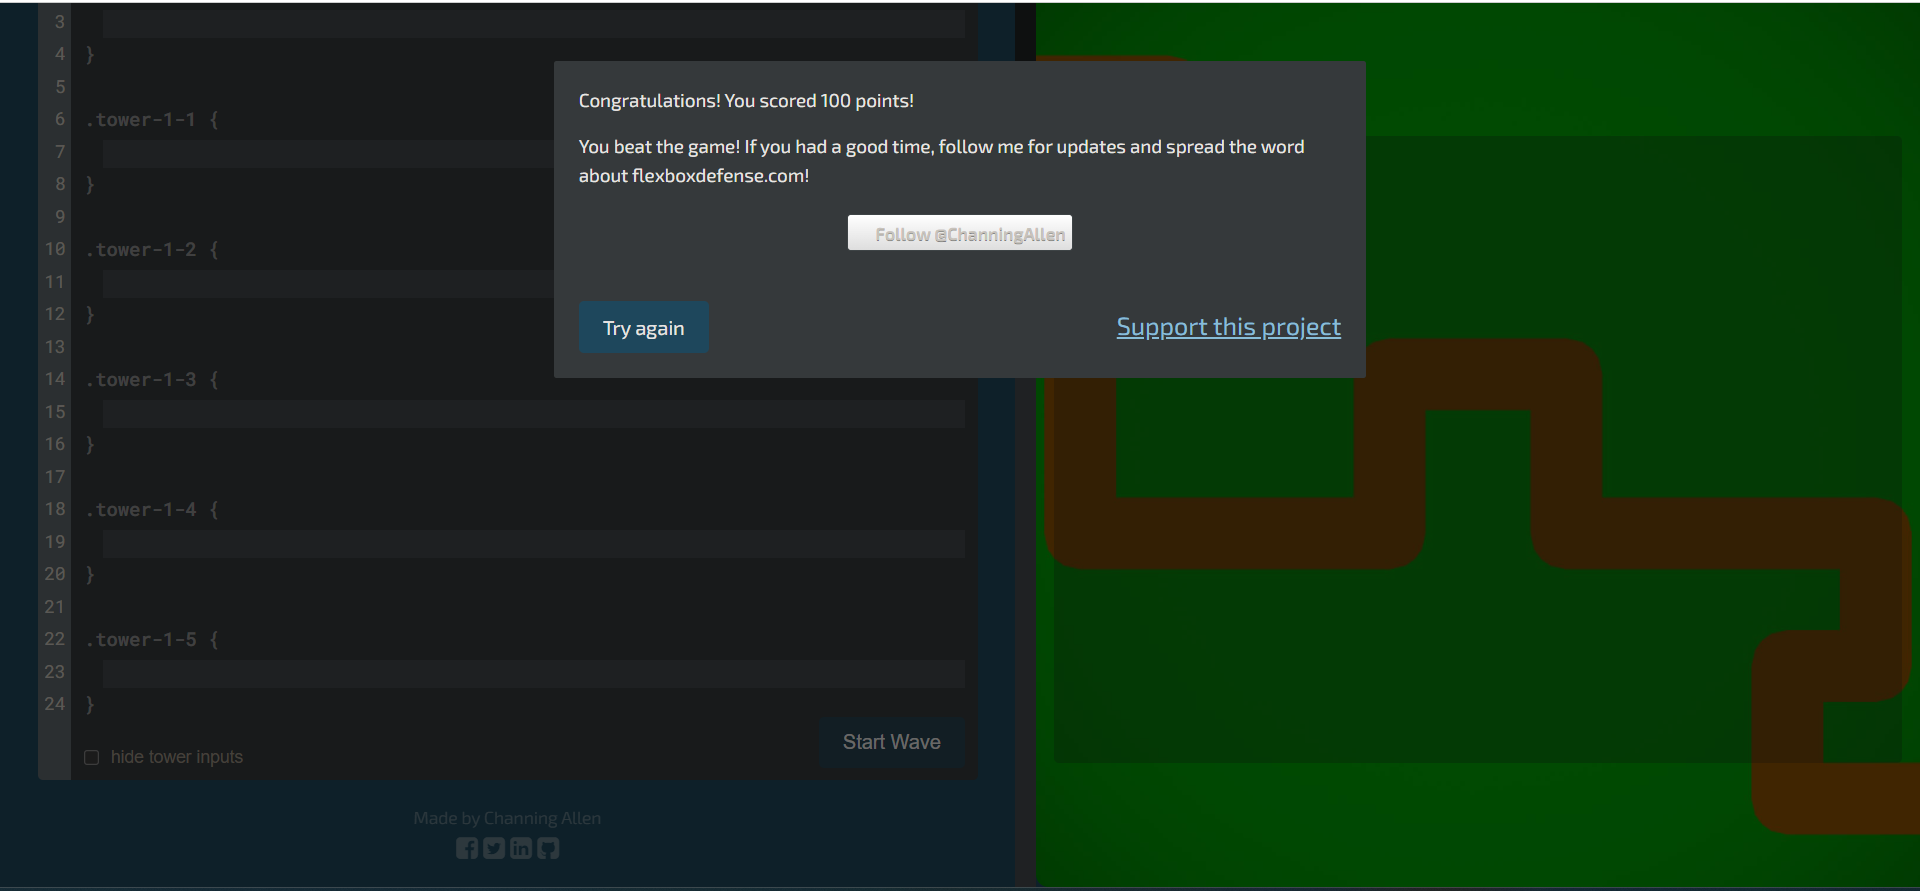 3
4 }
5
6 .tower-1-1 {
7
8 }
9
10 .tower-1-2 {
11
12 }
13
14 .tower-1-3 {
15
16 }
17
18 .tower-1-4 {
19
20 }
21
22 .tower-1-5 {
23
24 }
hide tower inputs
Start Wave
Made by Channing Allen
Congratulations! You scored 100 points!
You beat the game! If you had a good time, follow me for updates and spread the word
about flexboxdefense.com!
Follow @ChanningAllen
Try again
Support this project